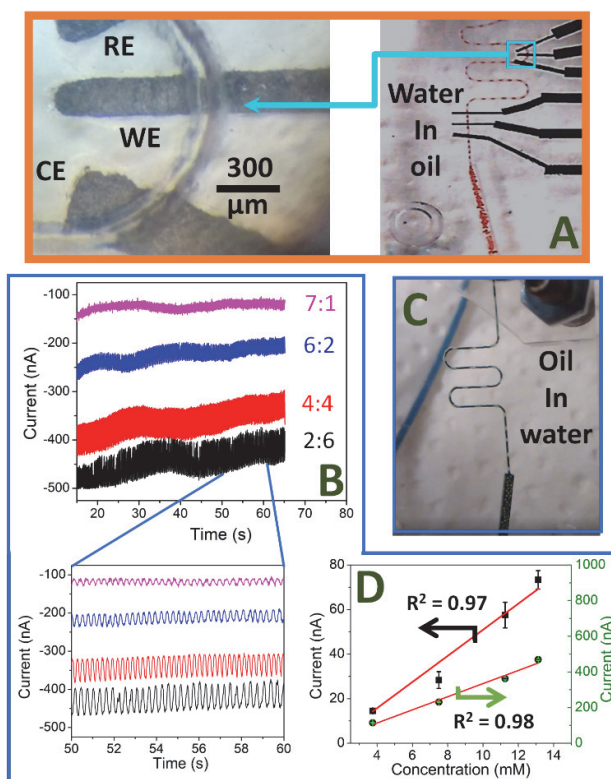 RE
WE
CE
300
µm
Water
In
oil
A
-100
-200
-300
-400
-500
Current (nA)
7:1
6:2
4:4
2:6
B
20 30 40 50 60 70 80
Time (s)
C
Oil
In
water
-100
-200
-300
-400
-500
Current (nA)
50 52 54 56 58 60
Time (s)
D
80
60
40
20
0
Current (nA)
R² = 0.97
R² = 0.98
1000
800
600
400
200
0
Current (nA)
4 6 8 10 12 14
Concentration (mM)